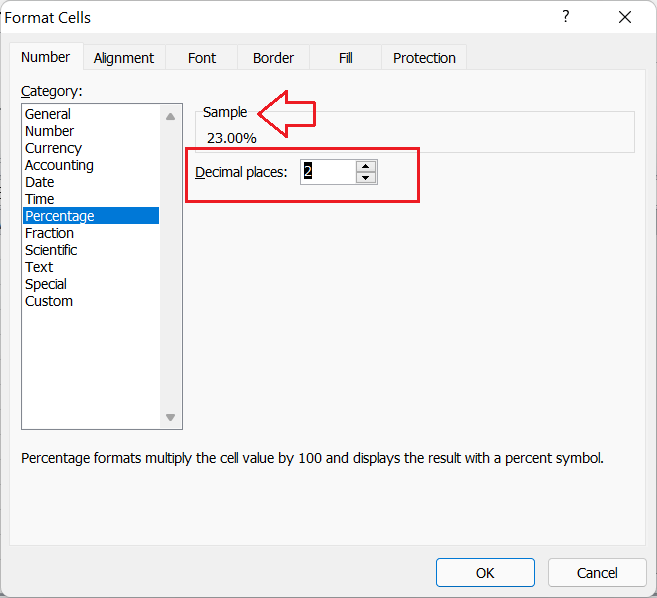 Format Cells ?
Number Alignment Font Border Fill Protection
Category:
General
Number
Currency
Accounting
Date
Time
Percentage
Fraction
Scientific
Text
Special
Custom
Sample
23.00%
Decimal places: 2
Percentage formats multiply the cell value by 100 and displays the result with a percent symbol.
OK Cancel